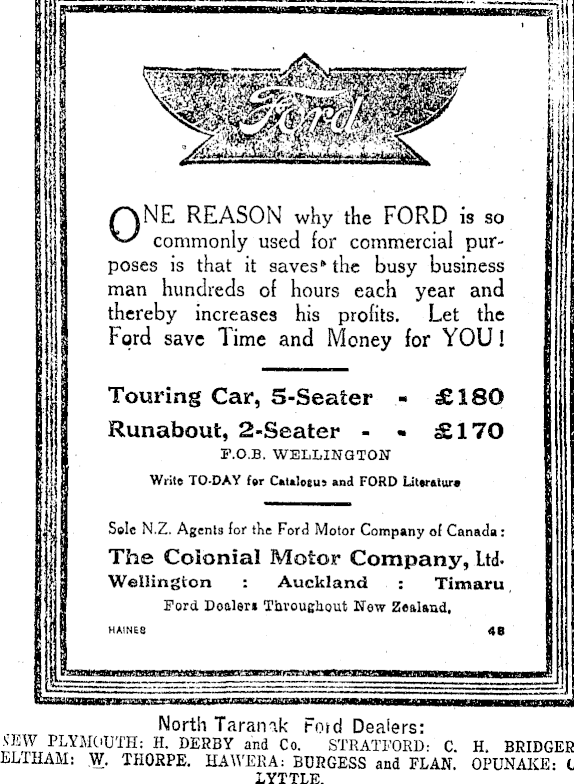 Ford
ONE REASON why the FORD is so
commonly used for commercial pur-
poses is that it saves the busy business
man hundreds of hours each year and
thereby increases his profits. Let the
Ford save Time and Money for YOU!
Touring Car, 5-Seater - £180
Runabout, 2-Seater - - £170
F.O.B. WELLINGTON
Write TO-DAY for Catalogue and FORD Literature
Sole N.Z. Agents for the Ford Motor Company of Canada:
The Colonial Motor Company, Ltd.
Wellington : Auckland : Timaru
Ford Dealers Throughout New Zealand.
HAINES 48
North Taranak Ford Dealers:
NEW PLYMOUTH: H. DERBY and Co. STRATFORD: C. H. BRIDGER
ELTHAM: W. THORPE. HAWERA: BURGESS and FLAN. OPUNAKE: C
LYTTLE.